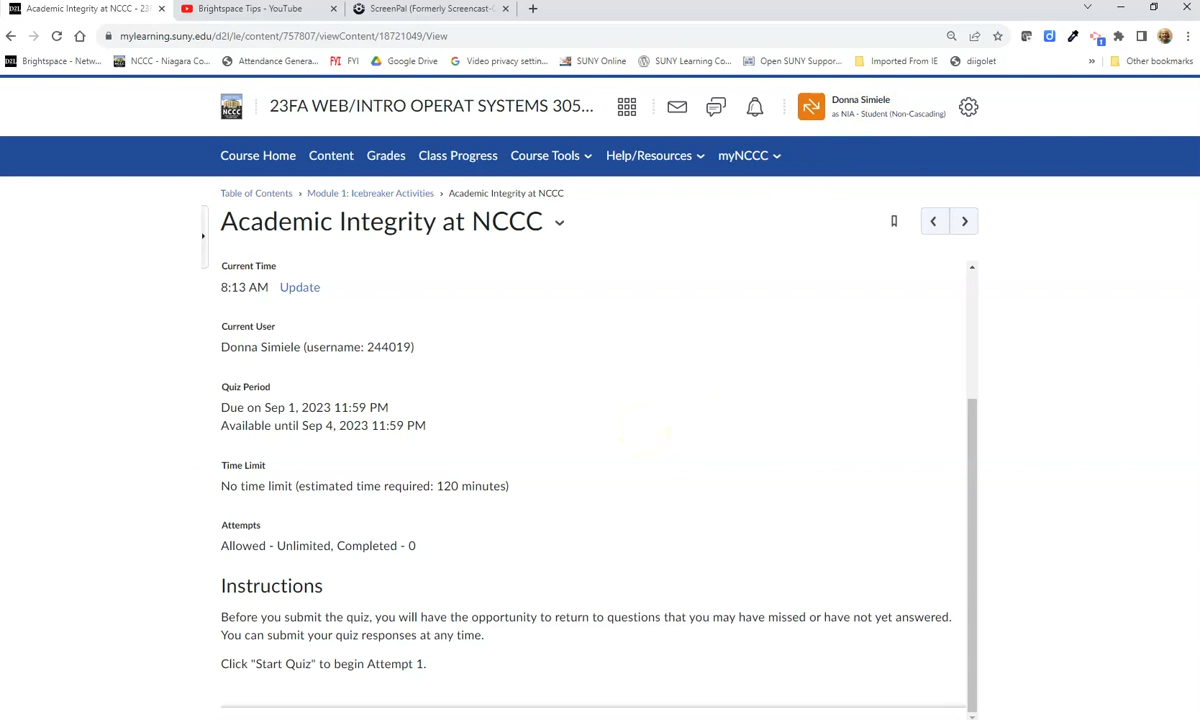 Academic Integrity at NCCC - 23F
Brightspace Tips - YouTube
ScreenPal (Formerly Screencast-O
mylearning.suny.edu/d2l/le/content/757807/viewContent/18721049/View
D2L Brightspace - Netw...
NCCC - Niagara Co...
Attendance Genera...
FYI FYI
Google Drive
Video privacy settin...
SUNY Online
SUNY Learning Co...
Open SUNY Suppor...
Imported From IE
diigolet
»
Other bookmarks
NCCC
23FA WEB/INTRO OPERAT SYSTEMS 305...
Donna Simiele
as NIA - Student (Non-Cascading)
Course Home Content Grades Class Progress Course Tools Help/Resources myNCCC
Table of Contents › Module 1: Icebreaker Activities › Academic Integrity at NCCC
Academic Integrity at NCCC
Current Time
8:13 AM Update
Current User
Donna Simiele (username: 244019)
Quiz Period
Due on Sep 1, 2023 11:59 PM
Available until Sep 4, 2023 11:59 PM
Time Limit
No time limit (estimated time required: 120 minutes)
Attempts
Allowed - Unlimited, Completed - 0
Instructions
Before you submit the quiz, you will have the opportunity to return to questions that you may have missed or have not yet answered.
You can submit your quiz responses at any time.
Click "Start Quiz" to begin Attempt 1.